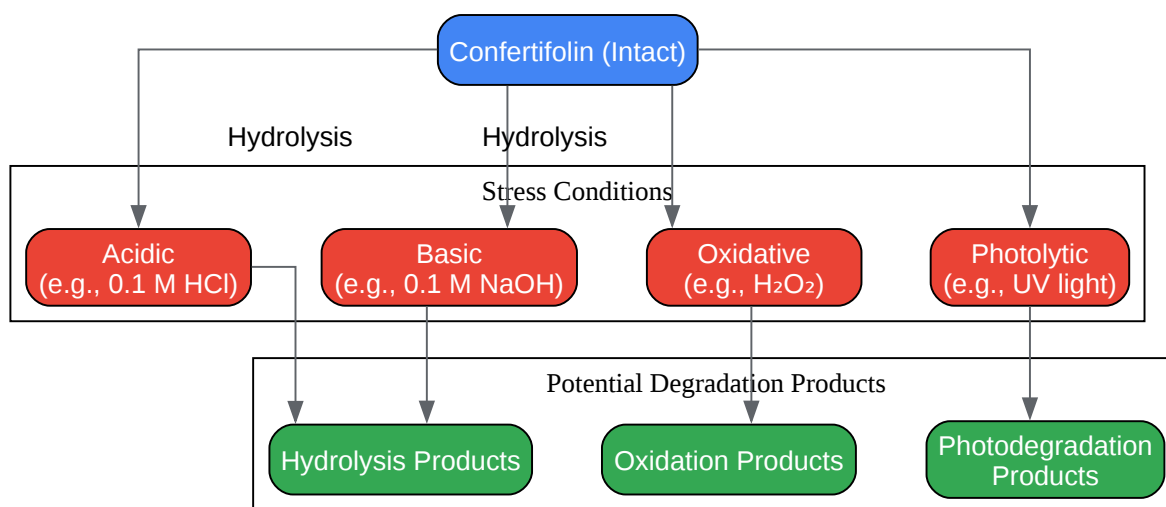 Confertifolin (Intact)
Hydrolysis
Hydrolysis
Stress Conditions
Acidic
(e.g., 0.1 M HCl)
Basic
(e.g., 0.1 M NaOH)
Oxidative
(e.g., H₂O₂)
Photolytic
(e.g., UV light)
Potential Degradation Products
Hydrolysis Products
Oxidation Products
Photodegradation
Products